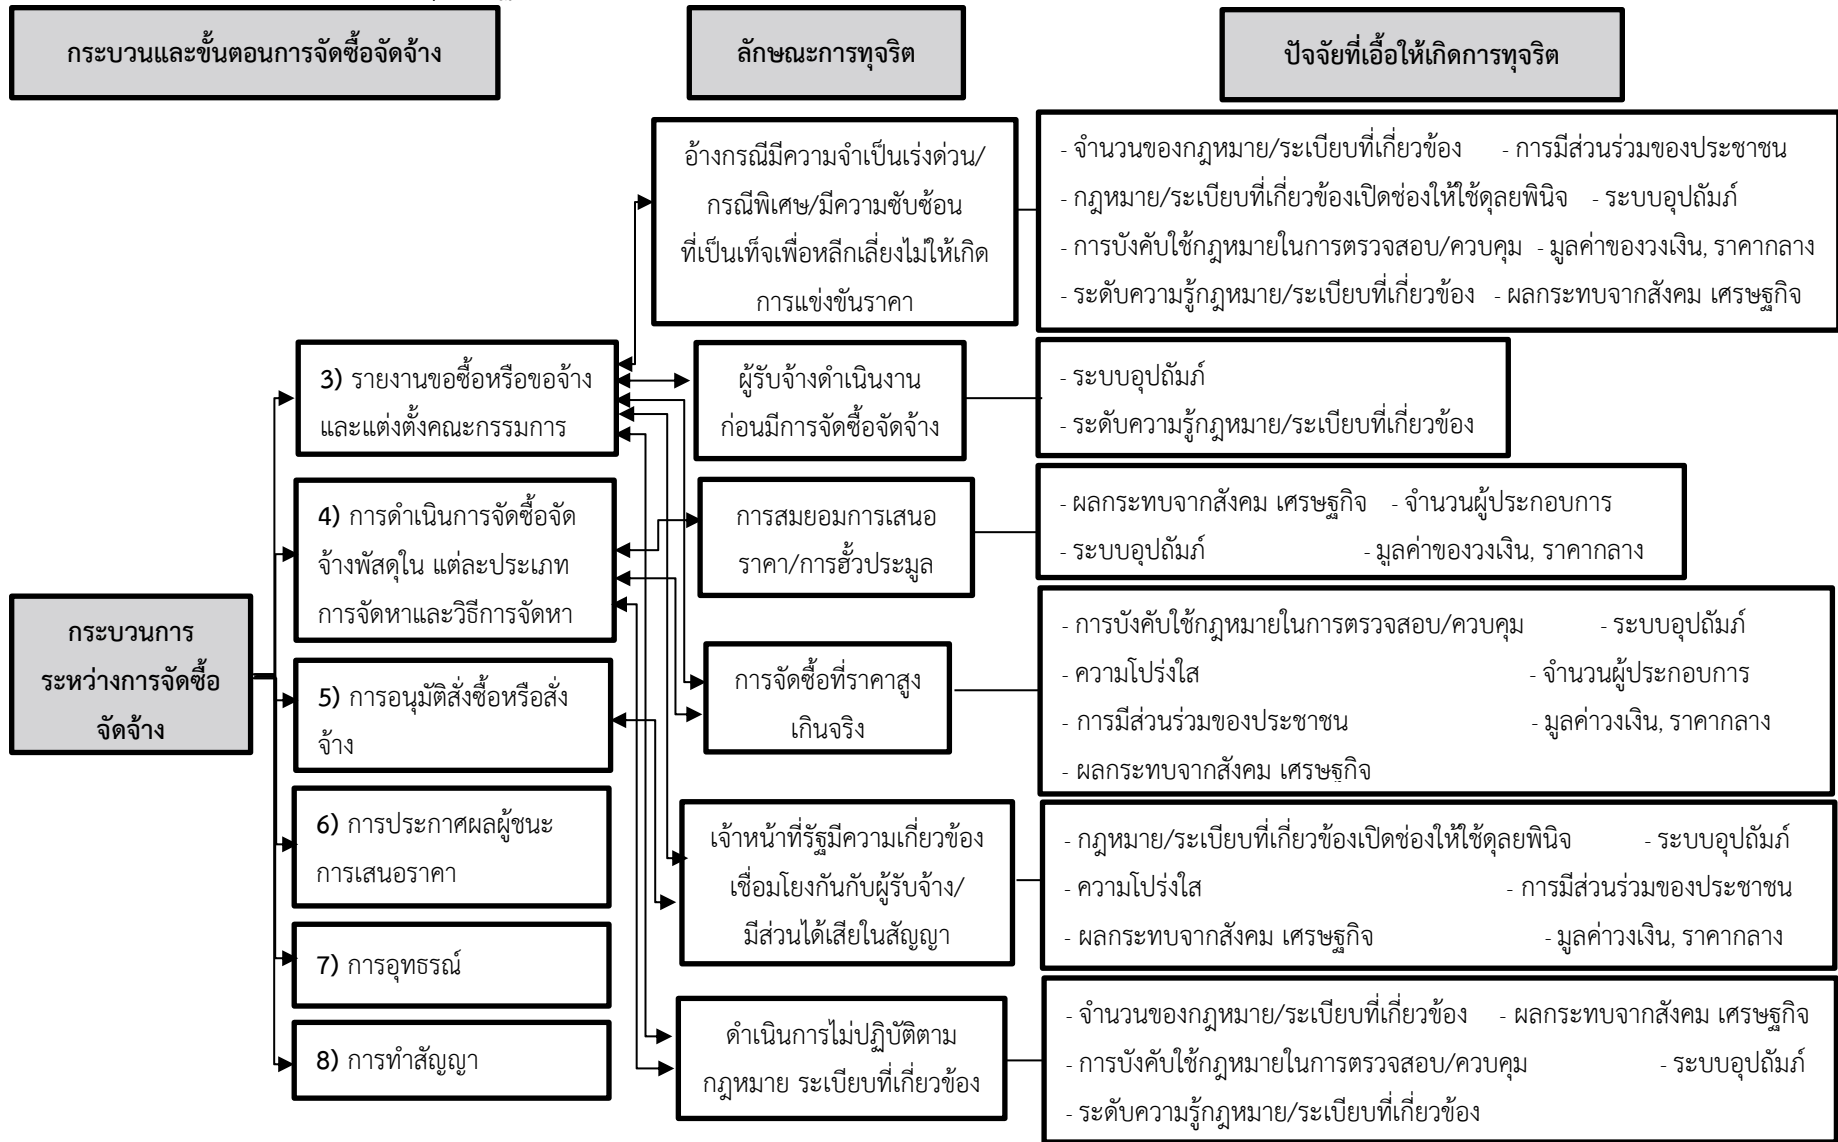 กระบวนและขั้นตอนการจัดซื้อจัดจ้าง
ลักษณะการทุจริต
ปัจจัยที่เอื้อให้เกิดการทุจริต
กระบวนการ
ระหว่างการจัดซื้อ
จัดจ้าง
3) รายงานขอซื้อหรือขอจ้าง
และแต่งตั้งคณะกรรมการ
4) การดำเนินการจัดซื้อจัด
จ้างพัสดุใน แต่ละประเภท
การจัดหาและวิธีการจัดหา
5) การอนุมัติสั่งซื้อหรือสั่ง
จ้าง
6) การประกาศผลผู้ชนะ
การเสนอราคา
7) การอุทธรณ์
8) การทำสัญญา
อ้างกรณีมีความจำเป็นเร่งด่วน/
กรณีพิเศษ/มีความซับซ้อน
ที่เป็นเท็จเพื่อหลีกเลี่ยงไม่ให้เกิด
การแข่งขันราคา
- จำนวนของกฎหมาย/ระเบียบที่เกี่ยวข้อง - การมีส่วนร่วมของประชาชน
- กฎหมาย/ระเบียบที่เกี่ยวข้องเปิดช่องให้ใช้ดุลยพินิจ - ระบบอุปถัมภ์
- การบังคับใช้กฎหมายในการตรวจสอบ/ควบคุม - มูลค่าของวงเงิน, ราคากลาง
- ระดับความรู้กฎหมาย/ระเบียบที่เกี่ยวข้อง - ผลกระทบจากสังคม เศรษฐกิจ
ผู้รับจ้างดำเนินงาน
ก่อนมีการจัดซื้อจัดจ้าง
- ระบบอุปถัมภ์
- ระดับความรู้กฎหมาย/ระเบียบที่เกี่ยวข้อง
การสมยอมการเสนอ
ราคา/การฮั้วประมูล
- ผลกระทบจากสังคม เศรษฐกิจ - จำนวนผู้ประกอบการ
- ระบบอุปถัมภ์ - มูลค่าของวงเงิน, ราคากลาง
การจัดซื้อที่ราคาสูง
เกินจริง
- การบังคับใช้กฎหมายในการตรวจสอบ/ควบคุม - ระบบอุปถัมภ์
- ความโปร่งใส - จำนวนผู้ประกอบการ
- การมีส่วนร่วมของประชาชน - มูลค่าวงเงิน, ราคากลาง
- ผลกระทบจากสังคม เศรษฐกิจ
เจ้าหน้าที่รัฐมีความเกี่ยวข้อง
เชื่อมโยงกันกับผู้รับจ้าง/
มีส่วนได้เสียในสัญญา
- กฎหมาย/ระเบียบที่เกี่ยวข้องเปิดช่องให้ใช้ดุลยพินิจ - ระบบอุปถัมภ์
- ความโปร่งใส - การมีส่วนร่วมของประชาชน
- ผลกระทบจากสังคม เศรษฐกิจ - มูลค่าวงเงิน, ราคากลาง
ดำเนินการไม่ปฏิบัติตาม
กฎหมาย ระเบียบที่เกี่ยวข้อง
- จำนวนของกฎหมาย/ระเบียบที่เกี่ยวข้อง - ผลกระทบจากสังคม เศรษฐกิจ
- การบังคับใช้กฎหมายในการตรวจสอบ/ควบคุม - ระบบอุปถัมภ์
- ระดับความรู้กฎหมาย/ระเบียบที่เกี่ยวข้อง